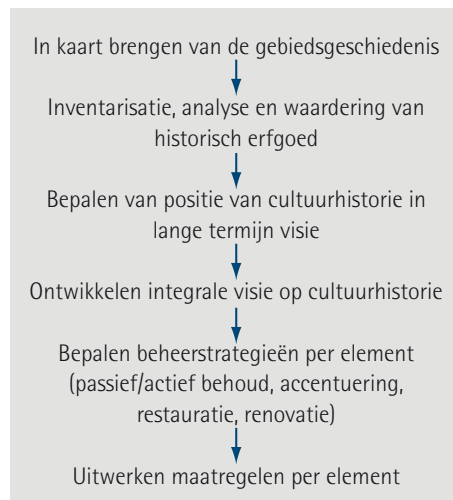 In kaart brengen van de gebiedsgeschiedenis
Inventarisatie, analyse en waardering van
historisch erfgoed
Bepalen van positie van cultuurhistorie in
lange termijn visie
Ontwikkelen integrale visie op cultuurhistorie
Bepalen beheerstrategieën per element
(passief/actief behoud, accentuering,
restauratie, renovatie)
Uitwerken maatregelen per element